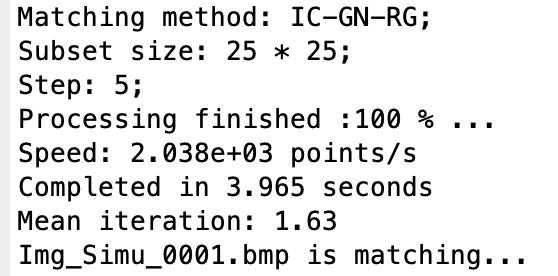 Matching method: IC-GN-RG;
Subset size: 25 * 25;
Step: 5;
Processing finished :100 % ...
Speed: 2.038e+03 points/s
Completed in 3.965 seconds
Mean iteration: 1.63
Img_Simu_0001.bmp is matching...